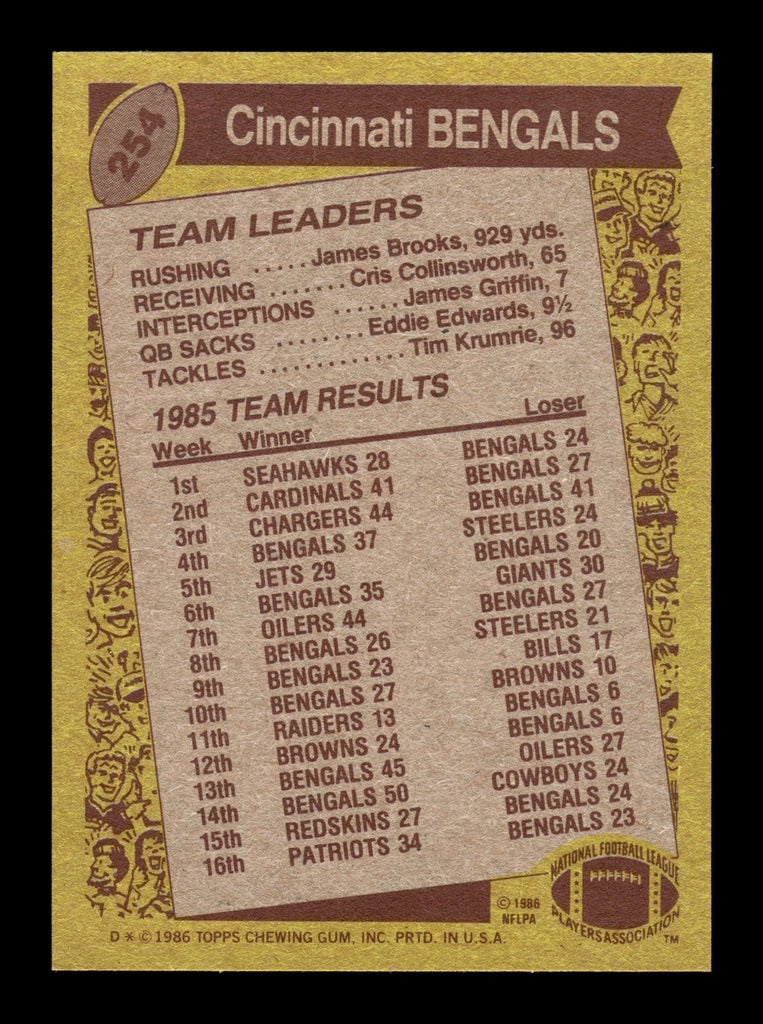 254
Cincinnati BENGALS
TEAM LEADERS
RUSHING ..... James Brooks, 929 yds.
RECEIVING ....... Cris Collinsworth, 65
INTERCEPTIONS ...... James Griffin, 7
QB SACKS ......... Eddie Edwards, 9½
TACKLES ............ Tim Krumrie, 96
1985 TEAM RESULTS
Week Winner Loser
1st SEAHAWKS 28 BENGALS 24
2nd CARDINALS 41 BENGALS 27
3rd CHARGERS 44 BENGALS 41
4th BENGALS 37 STEELERS 24
5th JETS 29 BENGALS 20
6th BENGALS 35 GIANTS 30
7th OILERS 44 BENGALS 27
8th BENGALS 26 STEELERS 21
9th BENGALS 23 BILLS 17
10th BENGALS 27 BROWNS 10
11th RAIDERS 13 BENGALS 6
12th BROWNS 24 BENGALS 6
13th BENGALS 45 OILERS 27
14th BENGALS 50 COWBOYS 24
15th REDSKINS 27 BENGALS 24
16th PATRIOTS 34 BENGALS 23
© 1986
NFLPA
NATIONAL FOOTBALL LEAGUE
PLAYERS ASSOCIATION
TM
D * © 1986 TOPPS CHEWING GUM, INC. PRTD. IN U.S.A.